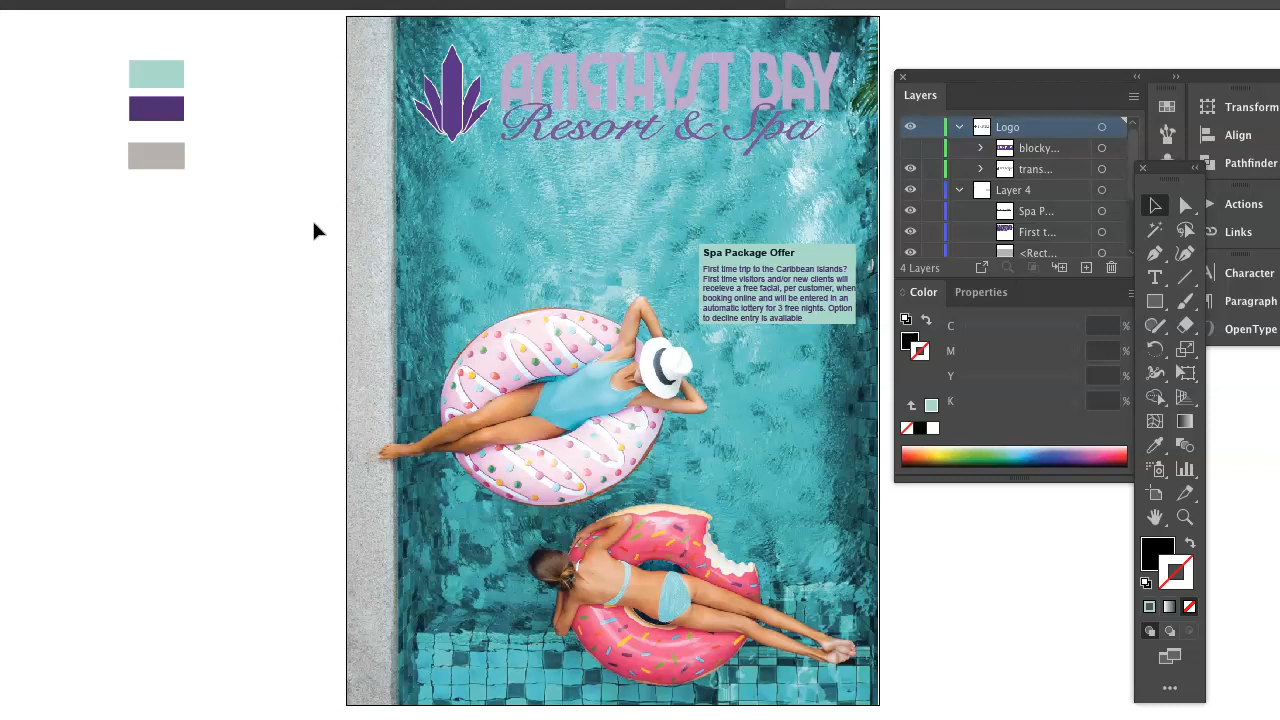 AMETHYST BAY
Resort & Spa
Spa Package Offer
First time trip to the Caribbean Islands?
First time visitors and/or new clients will
receieve a free facial, per customer, when
booking online and will be entered in an
automatic lottery for 3 free nights. Option
to decline entry is available
Layers
Logo
blocky...
trans...
Layer 4
Spa P...
First t...
<Rect...
4 Layers
Color
Properties
C
%
M
%
Y
%
K
%
Transform
Align
Pathfinder
Actions
Links
Character
Paragraph
OpenType